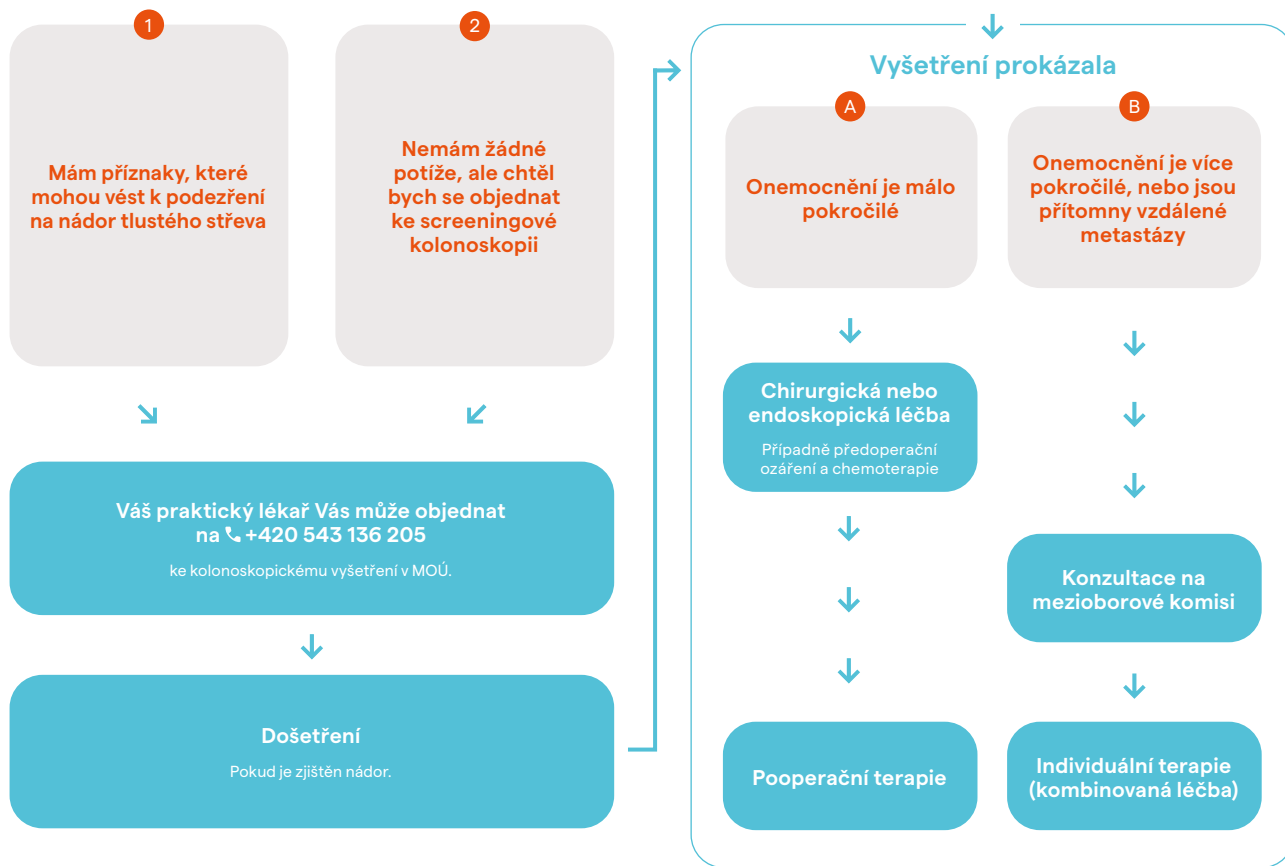 1
Mám příznaky, které
mohou vést k podezření
na nádor tlustého střeva
2
Nemám žádné
potíže, ale chtěl
bych se objednat
ke screeningové
kolonoskopii
Váš praktický lékař Vás může objednat
na +420 543 136 205
ke kolonoskopickému vyšetření v MOÚ.
Došetření
Pokud je zjištěn nádor.
Vyšetření prokázala
A
Onemocnění je málo
pokročilé
Chirurgická nebo
endoskopická léčba
Případně předoperační
ozáření a chemoterapie
Pooperační terapie
B
Onemocnění je více
pokročilé, nebo jsou
přítomny vzdálené
metastázy
Konzultace na
mezioborové komisi
Individuální terapie
(kombinovaná léčba)